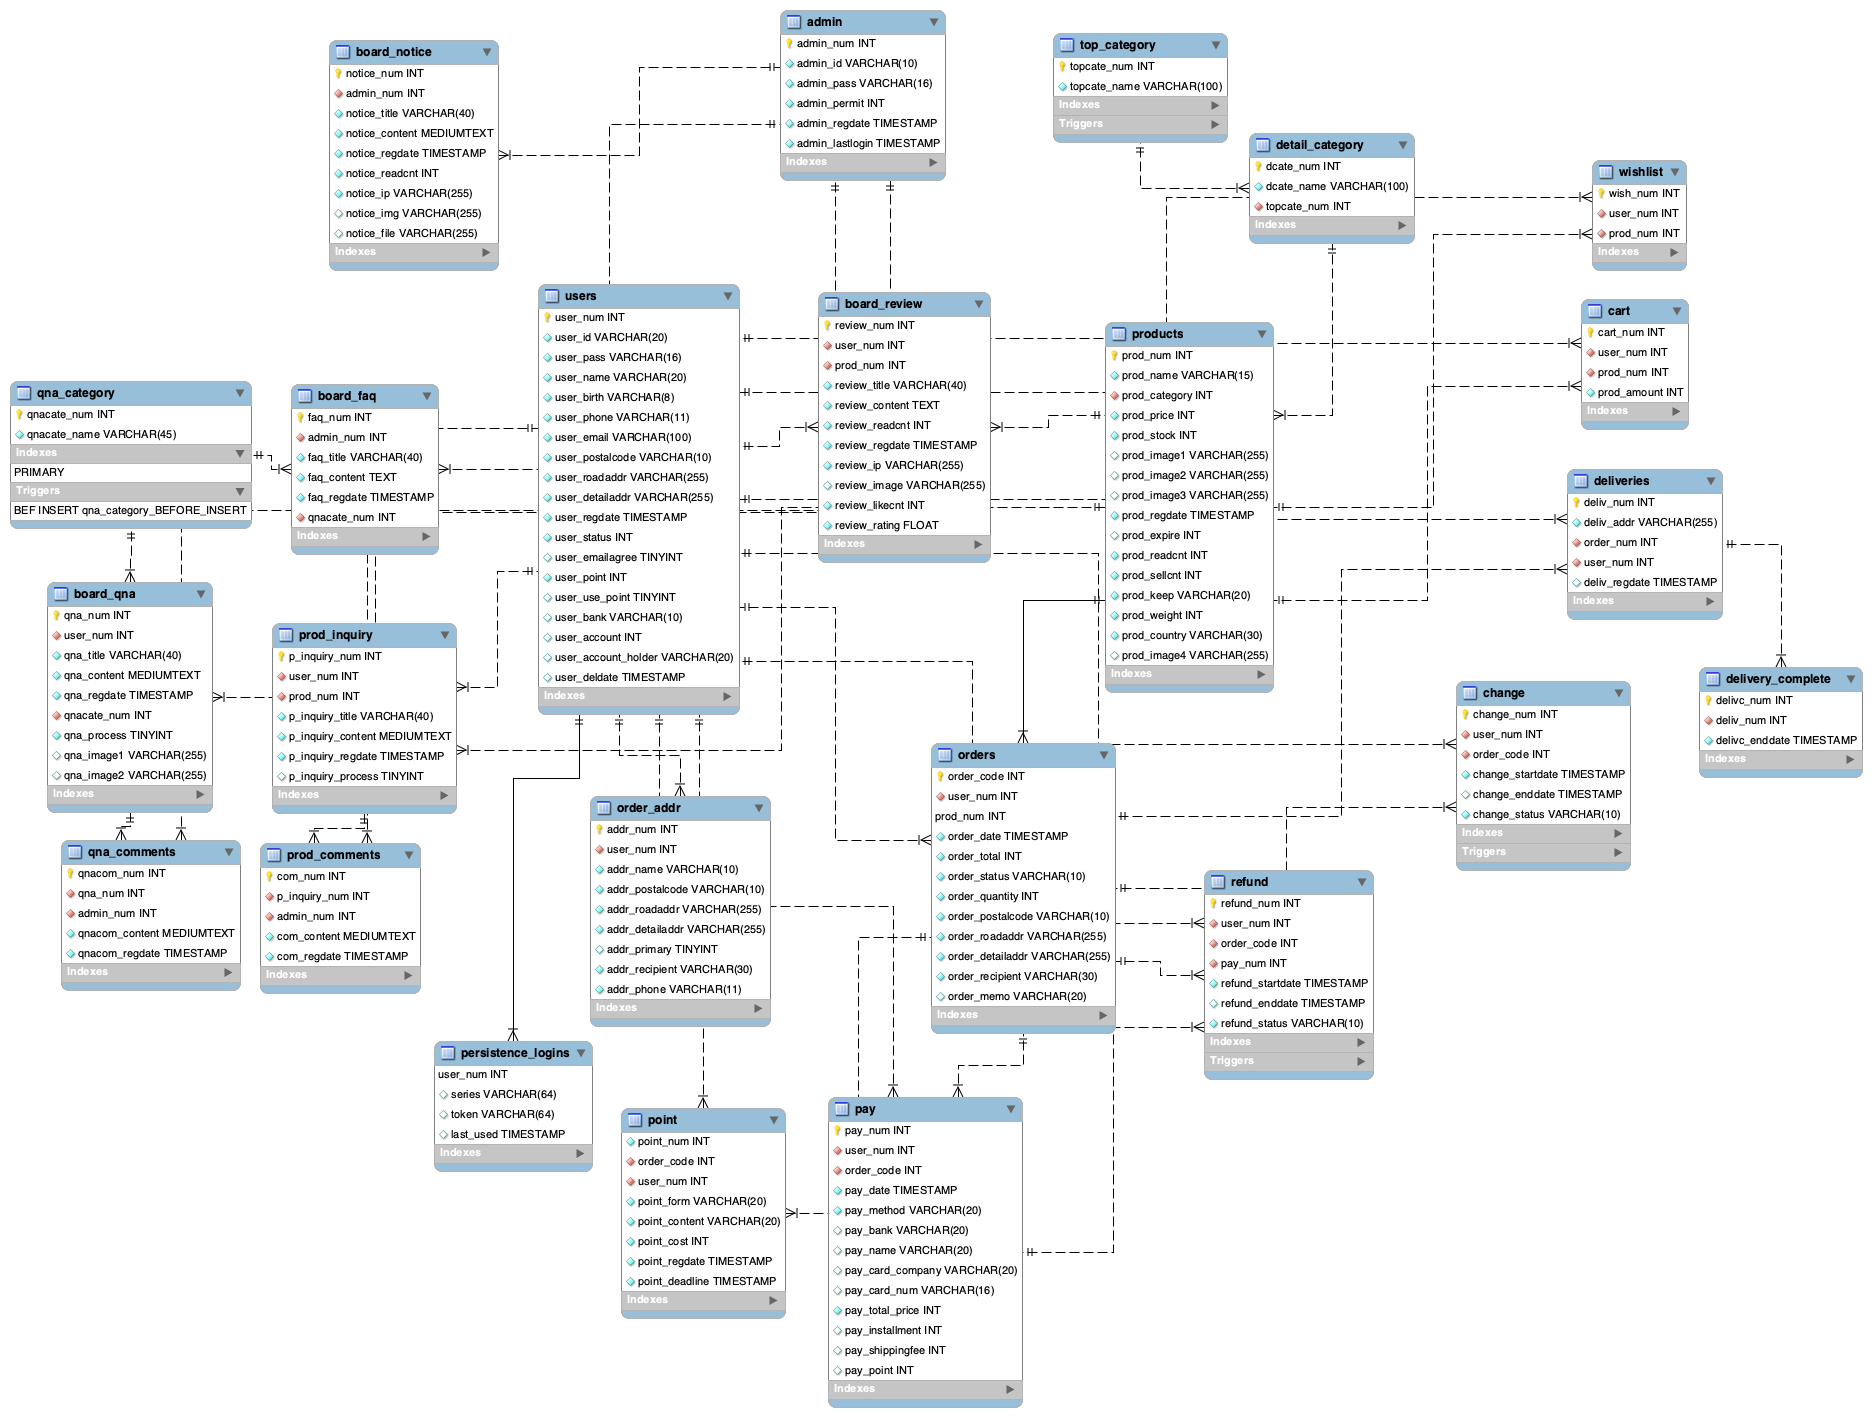 board_notice
notice_num INT
admin_num INT
notice_title VARCHAR(40)
notice_content MEDIUMTEXT
notice_regdate TIMESTAMP
notice_readcnt INT
notice_ip VARCHAR(255)
notice_img VARCHAR(255)
notice_file VARCHAR(255)
Indexes
admin
admin_num INT
admin_id VARCHAR(10)
admin_pass VARCHAR(16)
admin_permit INT
admin_regdate TIMESTAMP
admin_lastlogin TIMESTAMP
Indexes
top_category
topcate_num INT
topcate_name VARCHAR(100)
Indexes
Triggers
detail_category
dcate_num INT
dcate_name VARCHAR(100)
topcate_num INT
Indexes
wishlist
wish_num INT
user_num INT
prod_num INT
Indexes
users
user_num INT
user_id VARCHAR(20)
user_pass VARCHAR(16)
user_name VARCHAR(20)
user_birth VARCHAR(8)
user_phone VARCHAR(11)
user_email VARCHAR(100)
user_postalcode VARCHAR(10)
user_roadaddr VARCHAR(255)
user_detailaddr VARCHAR(255)
user_regdate TIMESTAMP
user_status INT
user_emailagree TINYINT
user_point INT
user_use_point TINYINT
user_bank VARCHAR(10)
user_account INT
user_account_holder VARCHAR(20)
user_deldate TIMESTAMP
Indexes
board_review
review_num INT
user_num INT
prod_num INT
review_title VARCHAR(40)
review_content TEXT
review_readcnt INT
review_regdate TIMESTAMP
review_ip VARCHAR(255)
review_image VARCHAR(255)
review_likecnt INT
review_rating FLOAT
Indexes
products
prod_num INT
prod_name VARCHAR(15)
prod_category INT
prod_price INT
prod_stock INT
prod_image1 VARCHAR(255)
prod_image2 VARCHAR(255)
prod_image3 VARCHAR(255)
prod_regdate TIMESTAMP
prod_expire INT
prod_readcnt INT
prod_sellcnt INT
prod_keep VARCHAR(20)
prod_weight INT
prod_country VARCHAR(30)
prod_image4 VARCHAR(255)
Indexes
cart
cart_num INT
user_num INT
prod_num INT
prod_amount INT
Indexes
qna_category
qnacate_num INT
qnacate_name VARCHAR(45)
Indexes
PRIMARY
Triggers
BEF INSERT qna_category_BEFORE_INSERT
board_faq
faq_num INT
admin_num INT
faq_title VARCHAR(40)
faq_content TEXT
faq_regdate TIMESTAMP
qnacate_num INT
Indexes
deliveries
deliv_num INT
deliv_addr VARCHAR(255)
order_num INT
user_num INT
deliv_regdate TIMESTAMP
Indexes
board_qna
qna_num INT
user_num INT
qna_title VARCHAR(40)
qna_content MEDIUMTEXT
qna_regdate TIMESTAMP
qnacate_num INT
qna_process TINYINT
qna_image1 VARCHAR(255)
qna_image2 VARCHAR(255)
Indexes
prod_inquiry
p_inquiry_num INT
user_num INT
prod_num INT
p_inquiry_title VARCHAR(40)
p_inquiry_content MEDIUMTEXT
p_inquiry_regdate TIMESTAMP
p_inquiry_process TINYINT
Indexes
delivery_complete
delivc_num INT
deliv_num INT
delivc_enddate TIMESTAMP
Indexes
change
change_num INT
user_num INT
order_code INT
change_startdate TIMESTAMP
change_enddate TIMESTAMP
change_status VARCHAR(10)
Indexes
Triggers
orders
order_code INT
user_num INT
prod_num INT
order_date TIMESTAMP
order_total INT
order_status VARCHAR(10)
order_quantity INT
order_postalcode VARCHAR(10)
order_roadaddr VARCHAR(255)
order_detailaddr VARCHAR(255)
order_recipient VARCHAR(30)
order_memo VARCHAR(20)
Indexes
order_addr
addr_num INT
user_num INT
addr_name VARCHAR(10)
addr_postalcode VARCHAR(10)
addr_roadaddr VARCHAR(255)
addr_detailaddr VARCHAR(255)
addr_primary TINYINT
addr_recipient VARCHAR(30)
addr_phone VARCHAR(11)
Indexes
qna_comments
qnacom_num INT
qna_num INT
admin_num INT
qnacom_content MEDIUMTEXT
qnacom_regdate TIMESTAMP
Indexes
prod_comments
com_num INT
p_inquiry_num INT
admin_num INT
com_content MEDIUMTEXT
com_regdate TIMESTAMP
Indexes
refund
refund_num INT
user_num INT
order_code INT
pay_num INT
refund_startdate TIMESTAMP
refund_enddate TIMESTAMP
refund_status VARCHAR(10)
Indexes
Triggers
persistence_logins
user_num INT
series VARCHAR(64)
token VARCHAR(64)
last_used TIMESTAMP
Indexes
point
point_num INT
order_code INT
user_num INT
point_form VARCHAR(20)
point_content VARCHAR(20)
point_cost INT
point_regdate TIMESTAMP
point_deadline TIMESTAMP
Indexes
pay
pay_num INT
user_num INT
order_code INT
pay_date TIMESTAMP
pay_method VARCHAR(20)
pay_bank VARCHAR(20)
pay_name VARCHAR(20)
pay_card_company VARCHAR(20)
pay_card_num VARCHAR(16)
pay_total_price INT
pay_installment INT
pay_shippingfee INT
pay_point INT
Indexes